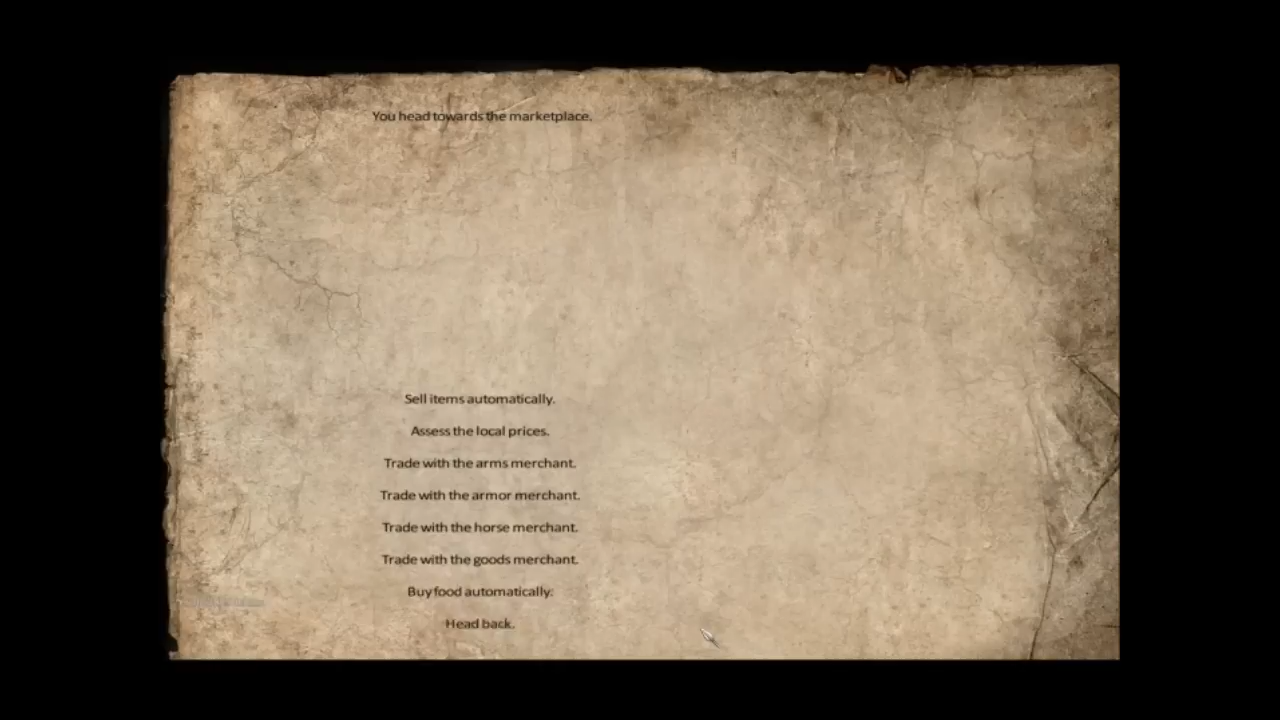 You head towards the marketplace.
Sell items automatically.
Assess the local prices.
Trade with the arms merchant.
Trade with the armor merchant.
Trade with the horse merchant.
Trade with the goods merchant.
Buy food automatically.
Head back.